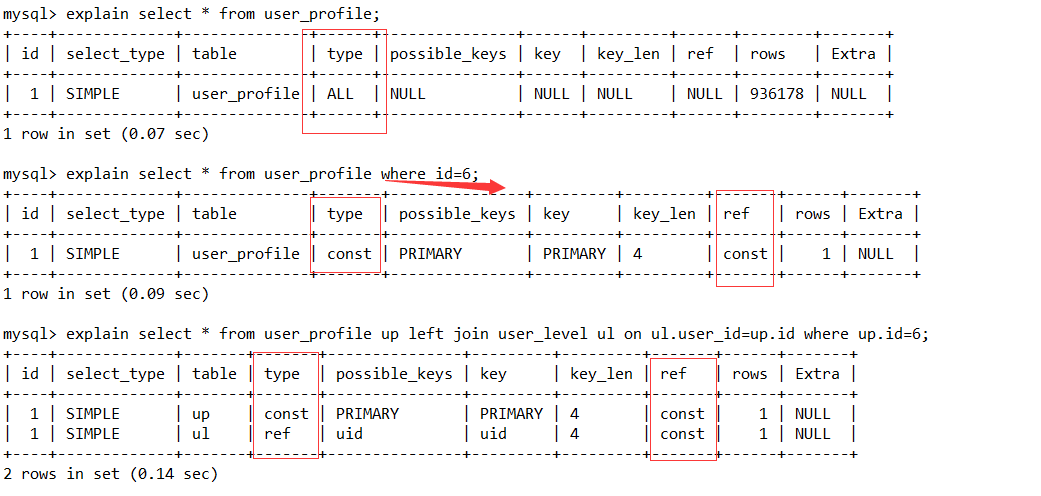 mysql> explain select * from user_profile;
+----+-------------+--------------+------+---------------+------+---------+------+--------+-------+
| id | select_type | table        | type | possible_keys | key  | key_len | ref  | rows   | Extra |
+----+-------------+--------------+------+---------------+------+---------+------+--------+-------+
|  1 | SIMPLE      | user_profile | ALL  | NULL          | NULL | NULL    | NULL | 936178 | NULL  |
+----+-------------+--------------+------+---------------+------+---------+------+--------+-------+
1 row in set (0.07 sec)
mysql> explain select * from user_profile where id=6;
+----+-------------+--------------+-------+---------------+---------+---------+-------+------+-------+
| id | select_type | table        | type  | possible_keys | key     | key_len | ref   | rows | Extra |
+----+-------------+--------------+-------+---------------+---------+---------+-------+------+-------+
|  1 | SIMPLE      | user_profile | const | PRIMARY       | PRIMARY | 4       | const |    1 | NULL  |
+----+-------------+--------------+-------+---------------+---------+---------+-------+------+-------+
1 row in set (0.09 sec)
mysql> explain select * from user_profile up left join user_level ul on ul.user_id=up.id where up.id=6;
+----+-------------+-------+-------+---------------+---------+---------+-------+------+-------+
| id | select_type | table | type  | possible_keys | key     | key_len | ref   | rows | Extra |
+----+-------------+-------+-------+---------------+---------+---------+-------+------+-------+
|  1 | SIMPLE      | up    | const | PRIMARY       | PRIMARY | 4       | const |    1 | NULL  |
|  1 | SIMPLE      | ul    | ref   | uid           | uid     | 4       | const |    1 | NULL  |
+----+-------------+-------+-------+---------------+---------+---------+-------+------+-------+
2 rows in set (0.14 sec)